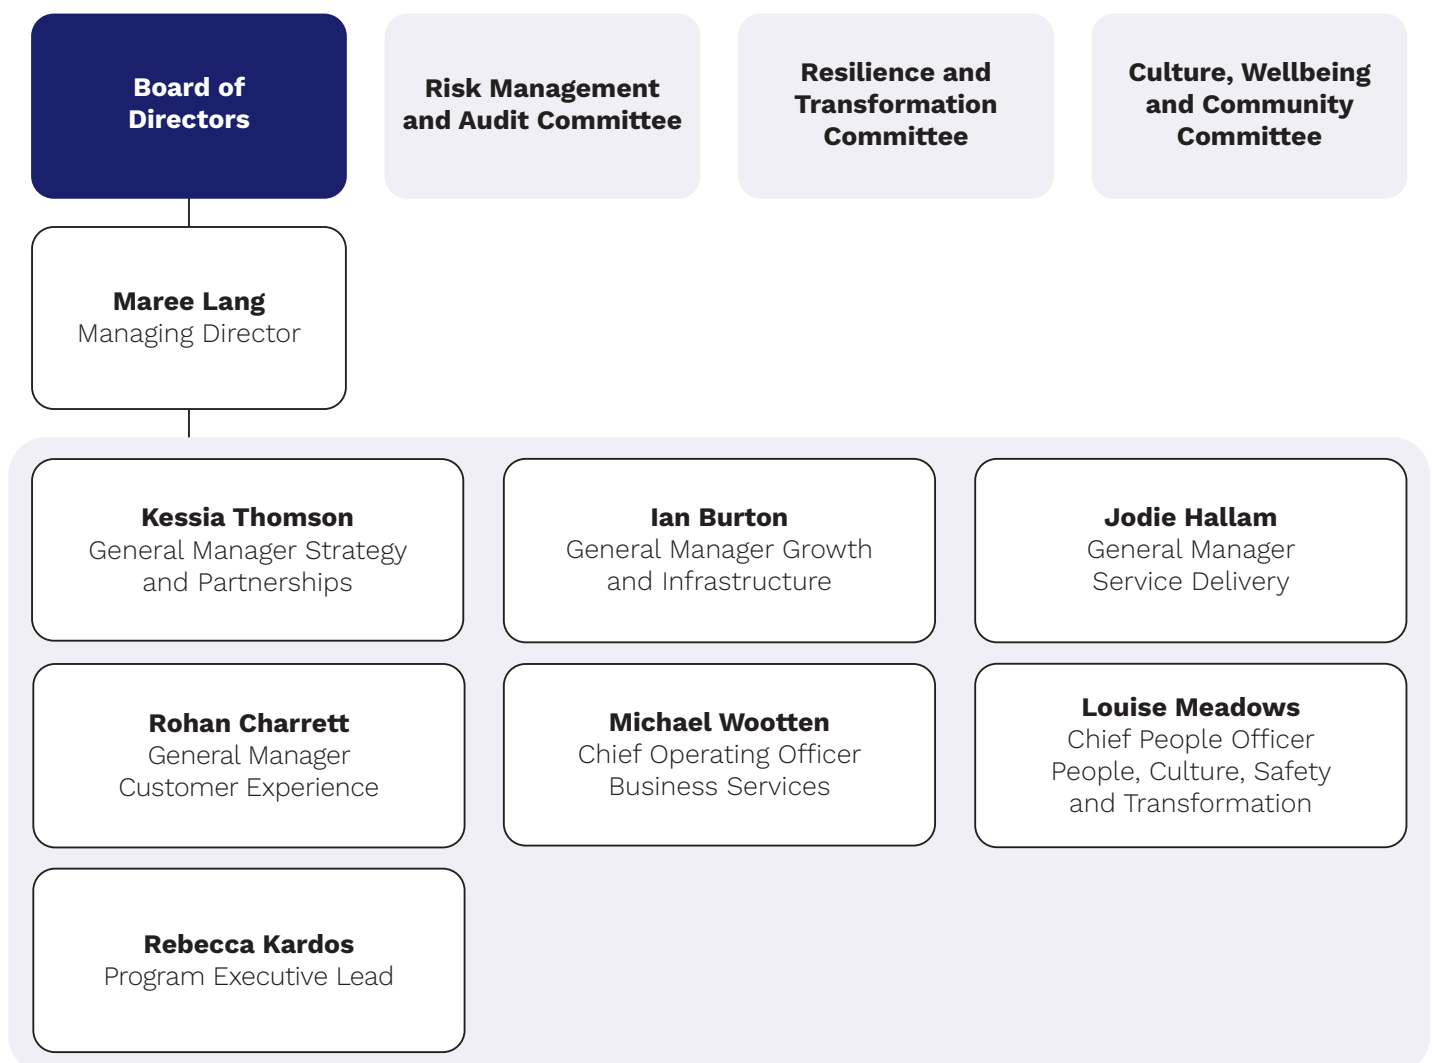 Board of
Directors
Risk Management
and Audit Committee
Resilience and
Transformation
Committee
Culture, Wellbeing
and Community
Committee
Maree Lang
Managing Director
Kessia Thomson
General Manager Strategy
and Partnerships
Ian Burton
General Manager Growth
and Infrastructure
Jodie Hallam
General Manager
Service Delivery
Rohan Charrett
General Manager
Customer Experience
Michael Wootten
Chief Operating Officer
Business Services
Louise Meadows
Chief People Officer
People, Culture, Safety
and Transformation
Rebecca Kardos
Program Executive Lead